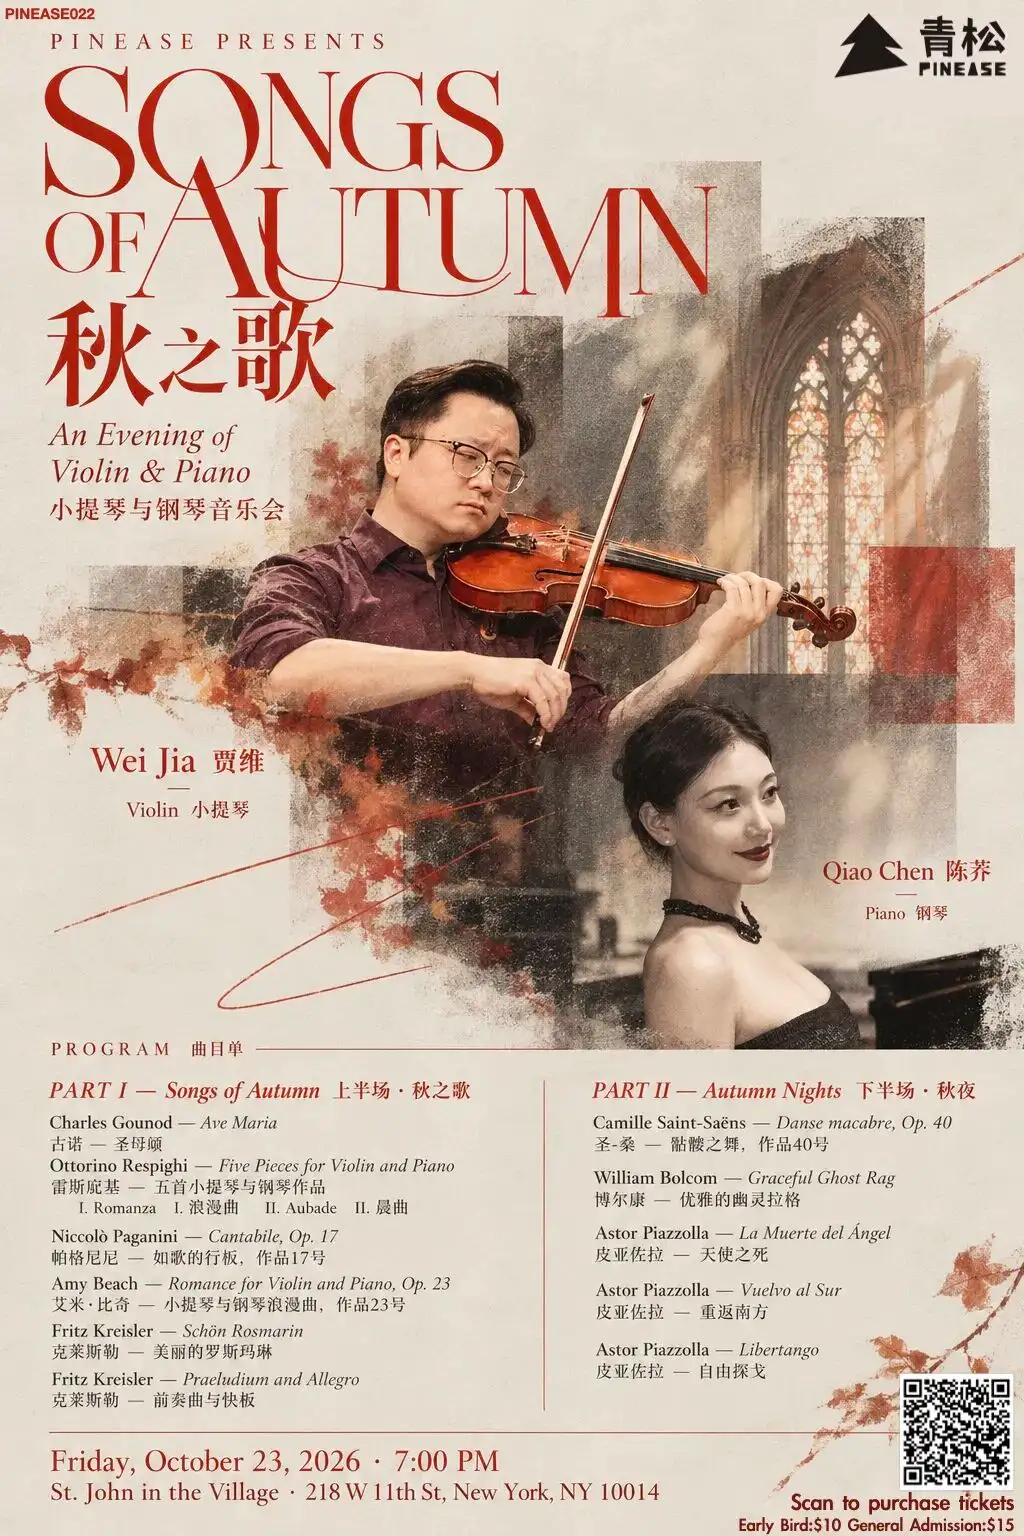 PINEASE022
PINEASE PRESENTS
青松
PINEASE
SONGS
OF AUTUMN
秋之歌
An Evening of
Violin & Piano
小提琴与钢琴音乐会
Wei Jia 贾维
Violin 小提琴
Qiao Chen 陈荞
Piano 钢琴
PROGRAM 曲目单
PART I — Songs of Autumn 上半场 · 秋之歌
Charles Gounod — Ave Maria
古诺 — 圣母颂
Ottorino Respighi — Five Pieces for Violin and Piano
雷斯庇基 — 五首小提琴与钢琴作品
I. Romanza I. 浪漫曲 II. Aubade II. 晨曲
Niccolò Paganini — Cantabile, Op. 17
帕格尼尼 — 如歌的行板，作品17号
Amy Beach — Romance for Violin and Piano, Op. 23
艾米·比奇 — 小提琴与钢琴浪漫曲，作品23号
Fritz Kreisler — Schön Rosmarin
克莱斯勒 — 美丽的罗斯玛琳
Fritz Kreisler — Praeludium and Allegro
克莱斯勒 — 前奏曲与快板
PART II — Autumn Nights 下半场 · 秋夜
Camille Saint-Saëns — Danse macabre, Op. 40
圣-桑 — 骷髅之舞，作品40号
William Bolcom — Graceful Ghost Rag
博尔康 — 优雅的幽灵拉格
Astor Piazzolla — La Muerte del Ángel
皮亚佐拉 — 天使之死
Astor Piazzolla — Vuelvo al Sur
皮亚佐拉 — 重返南方
Astor Piazzolla — Libertango
皮亚佐拉 — 自由探戈
Friday, October 23, 2026 · 7:00 PM
St. John in the Village · 218 W 11th St, New York, NY 10014
Scan to purchase tickets
Early Bird:$10 General Admission:$15